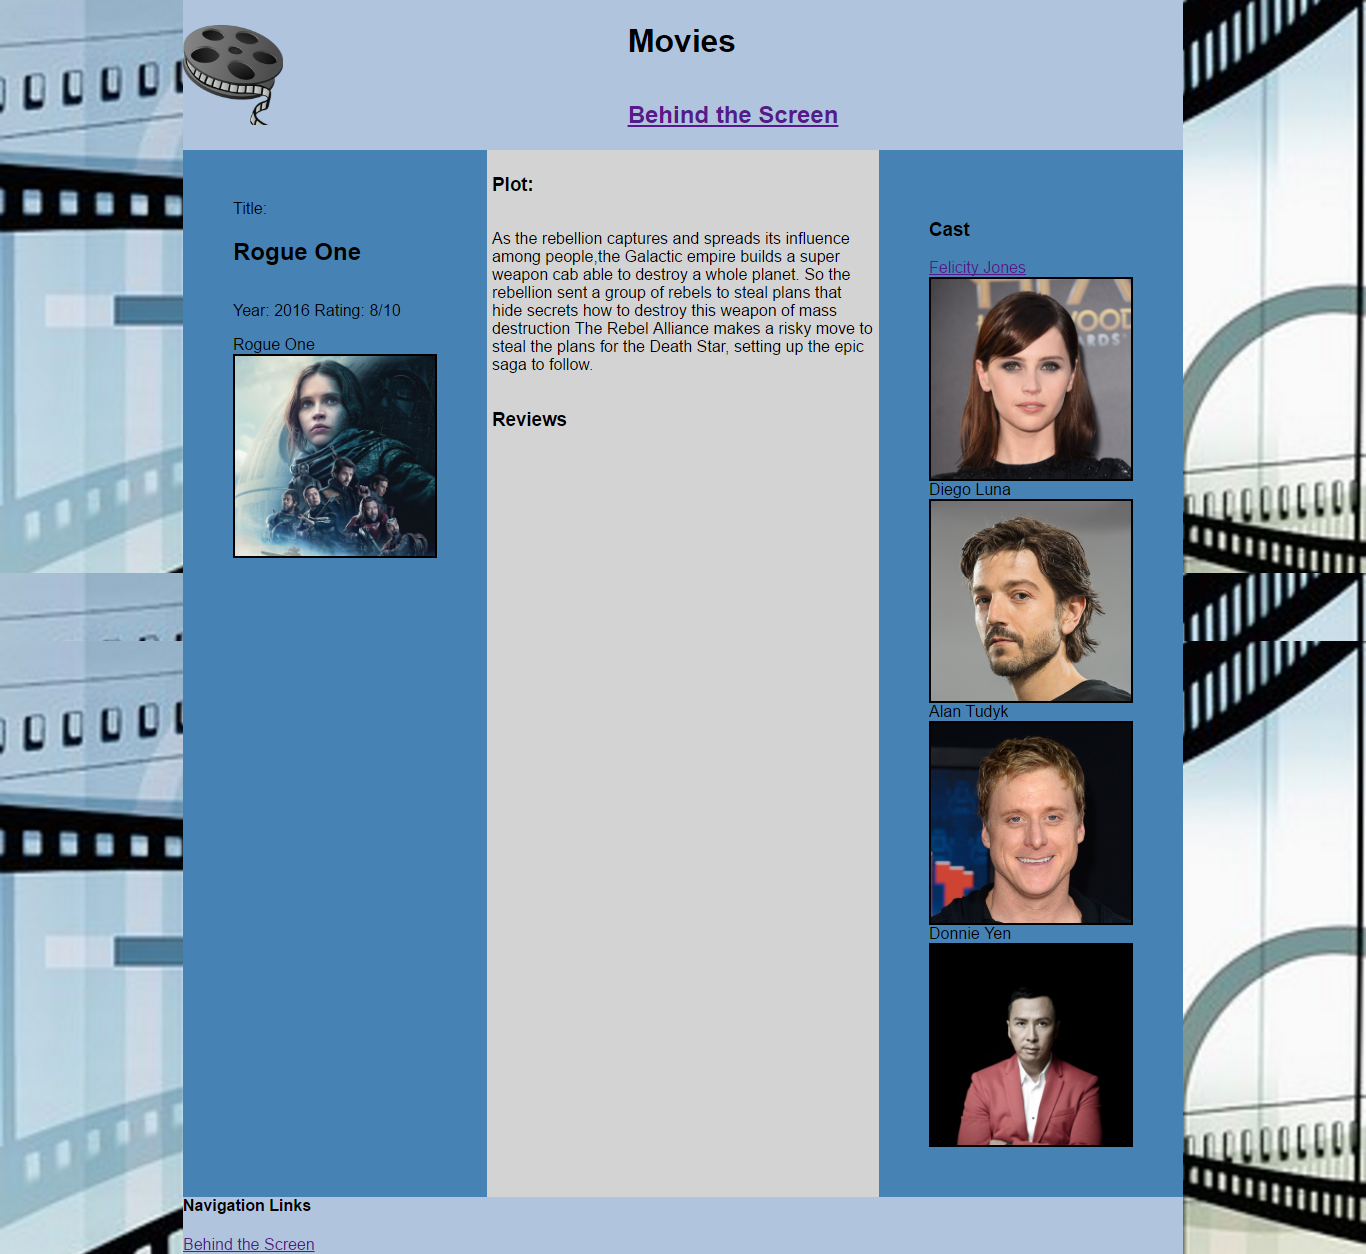 Movies
Behind the Screen
Title:
Rogue One
Year: 2016 Rating: 8/10
Rogue One
Plot:
As the rebellion captures and spreads its influence
among people,the Galactic empire builds a super
weapon cab able to destroy a whole planet. So the
rebellion sent a group of rebels to steal plans that
hide secrets how to destroy this weapon of mass
destruction The Rebel Alliance makes a risky move to
steal the plans for the Death Star, setting up the epic
saga to follow.
Reviews
Cast
Felicity Jones
Diego Luna
Alan Tudyk
Donnie Yen
Navigation Links
Behind the Screen